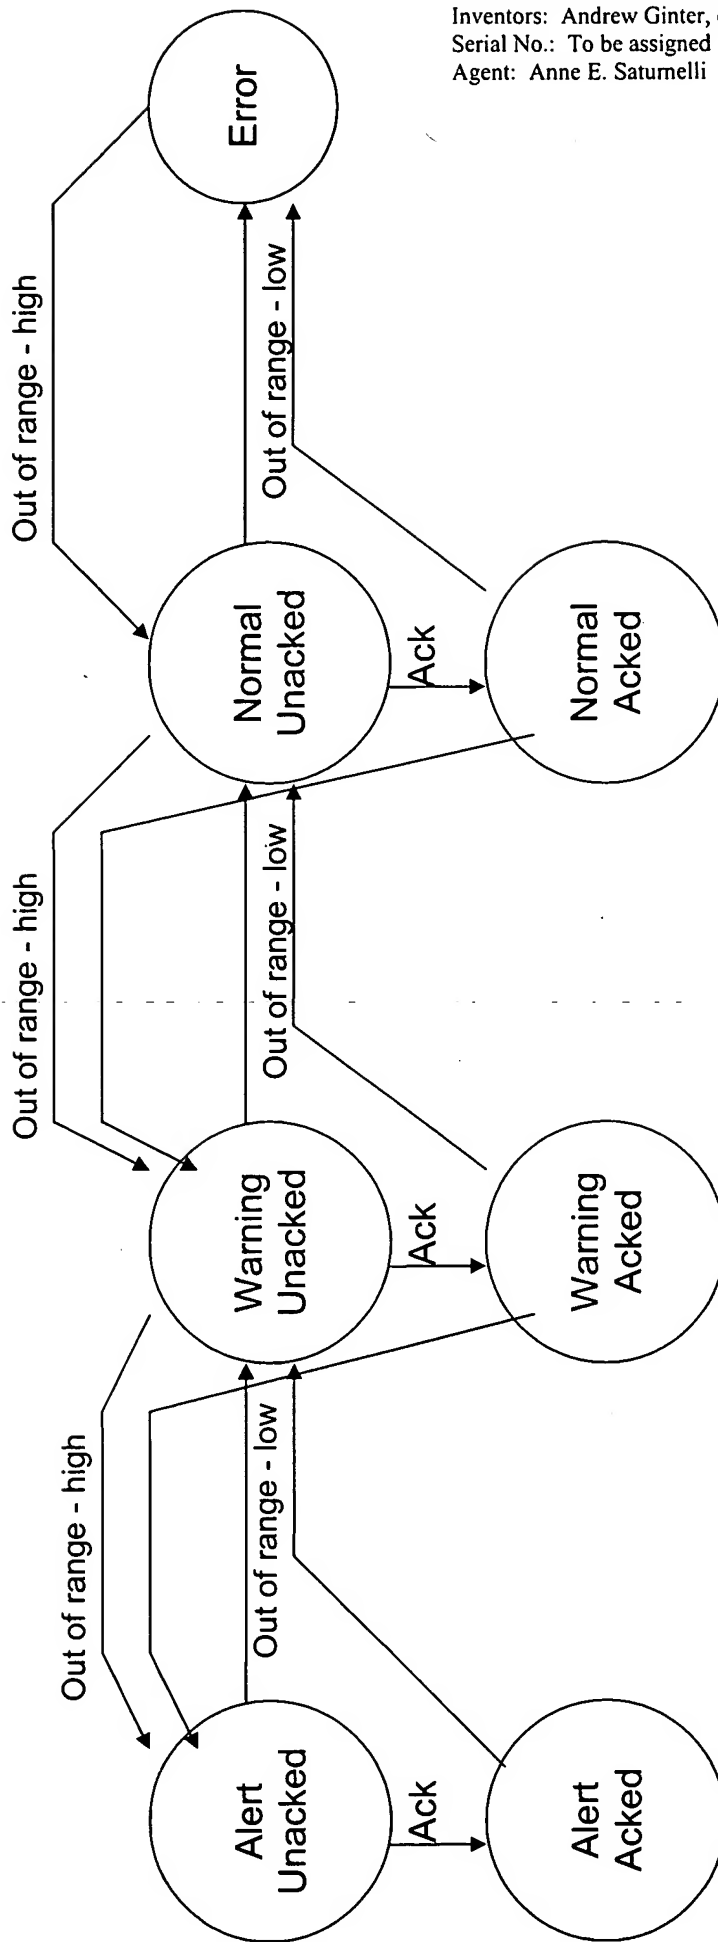 Inventors: Andrew Ginter,
Serial No.: To be assigned
Agent: Anne E. Saturnelli
Out of range - high
Out of range - high
Out of range - high
Alert
Unacked
Warning
Unacked
Normal
Unacked
Error
Out of range - low
Out of range - low
Out of range - low
Ack
Ack
Ack
Alert
Acked
Warning
Acked
Normal
Acked